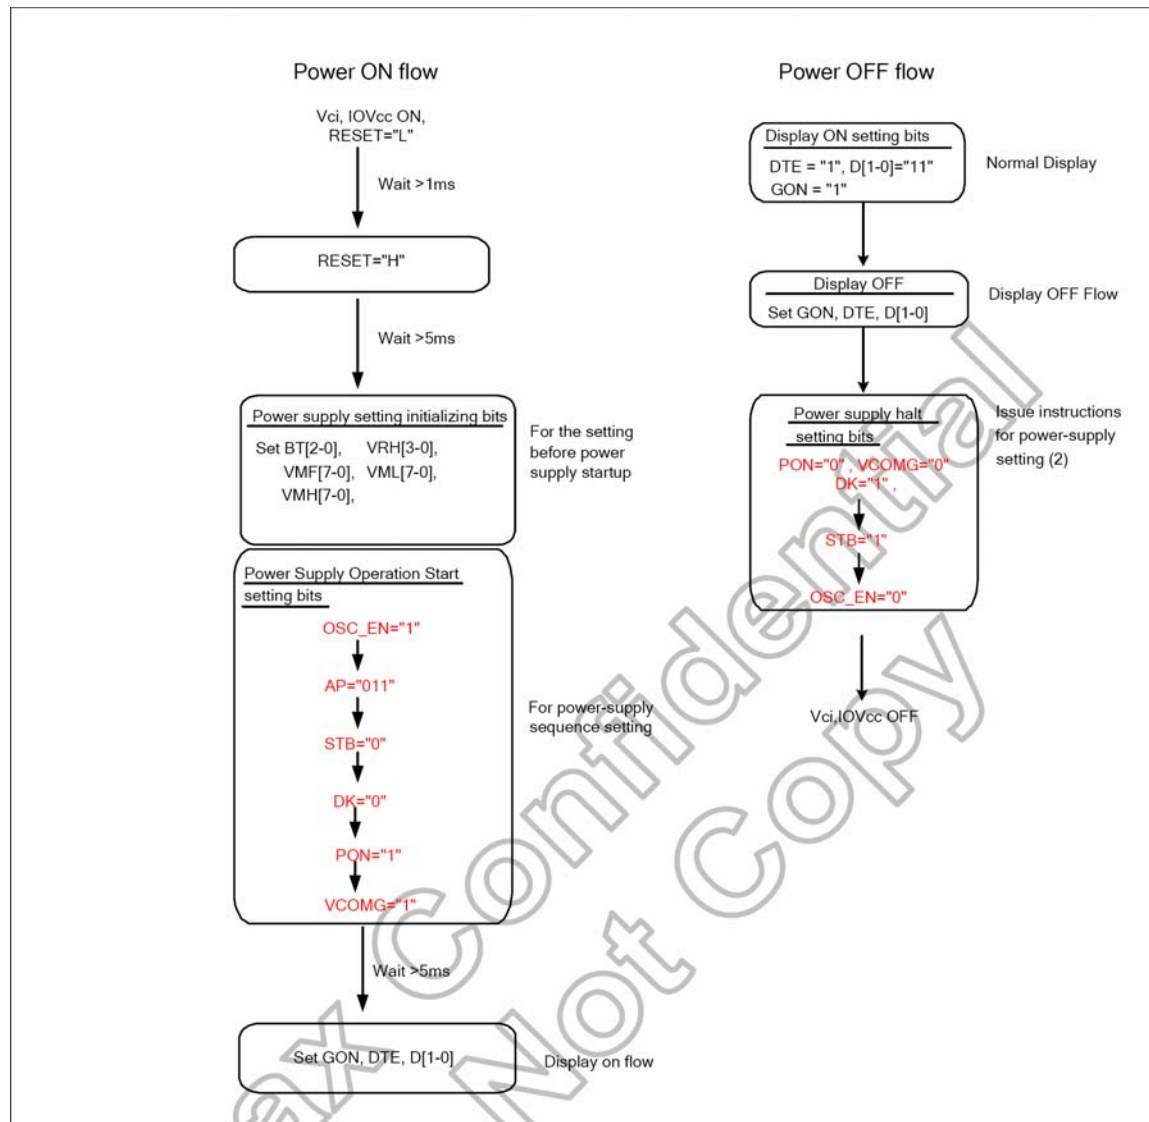 Power ON flow
Vci, IOVcc ON,
RESET="L"
Wait >1ms
RESET="H"
Wait >5ms
Power supply setting initializing bits
Set BT[2-0], VRH[3-0],
VMF[7-0], VML[7-0],
VMH[7-0],
For the setting
before power
supply startup
Power Supply Operation Start
setting bits
OSC_EN="1"
AP="011"
STB="0"
DK="0"
PON="1"
VCOMG="1"
For power-supply
sequence setting
Wait >5ms
Set GON, DTE, D[1-0]
Display on flow
Power OFF flow
Display ON setting bits
DTE = "1", D[1-0]="11"
GON = "1"
Normal Display
Display OFF
Set GON, DTE, D[1-0]
Display OFF Flow
Power supply halt
setting bits
PON="0" , VCOMG="0"
DK="1" ,
STB="1"
OSC_EN="0"
Issue instructions
for power-supply
setting (2)
Vci,IOVcc OFF
ax Confidential
Not Copy